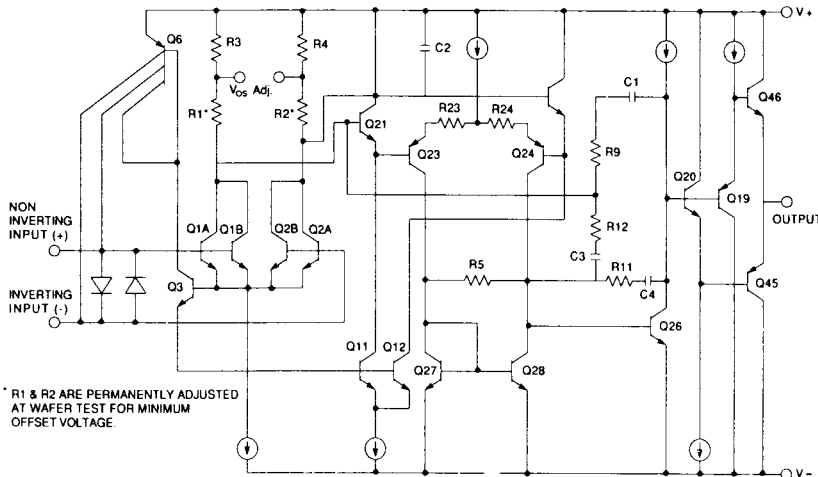 V+
Q6
R3
R4
C2
VOS Adj.
R1*
R2*
Q21
R23
R24
C1
Q46
Q23
Q24
R9
Q20
Q19
NON
INVERTING
INPUT (+)
Q1A
Q1B
Q2B
Q2A
R12
OUTPUT
C3
R11
C4
R5
Q3
INVERTING
INPUT (-)
Q45
Q26
Q11
Q12
Q27
Q28
* R1 & R2 ARE PERMANENTLY ADJUSTED
AT WAFER TEST FOR MINIMUM
OFFSET VOLTAGE.
V-